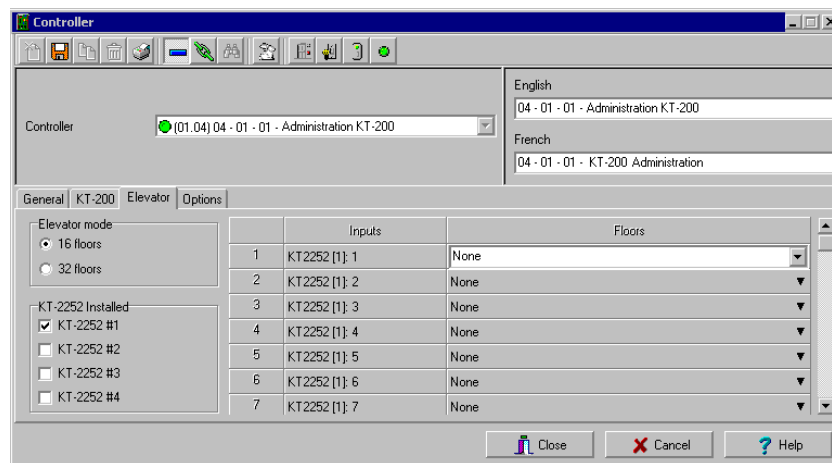 Controller
English
04 - 01 - 01 - Administration KT-200
Controller
(01.04) 04 - 01 - 01 - Administration KT-200
French
04 - 01 - 01 - KT-200 Administration
General KT-200 Elevator Options
Elevator mode
16 floors
32 floors
KT-2252 Installed
KT-2252 #1
KT-2252 #2
KT-2252 #3
KT-2252 #4
Inputs Floors
1 KT2252 [1]: 1 None
2 KT2252 [1]: 2 None
3 KT2252 [1]: 3 None
4 KT2252 [1]: 4 None
5 KT2252 [1]: 5 None
6 KT2252 [1]: 6 None
7 KT2252 [1]: 7 None
Close Cancel ? Help